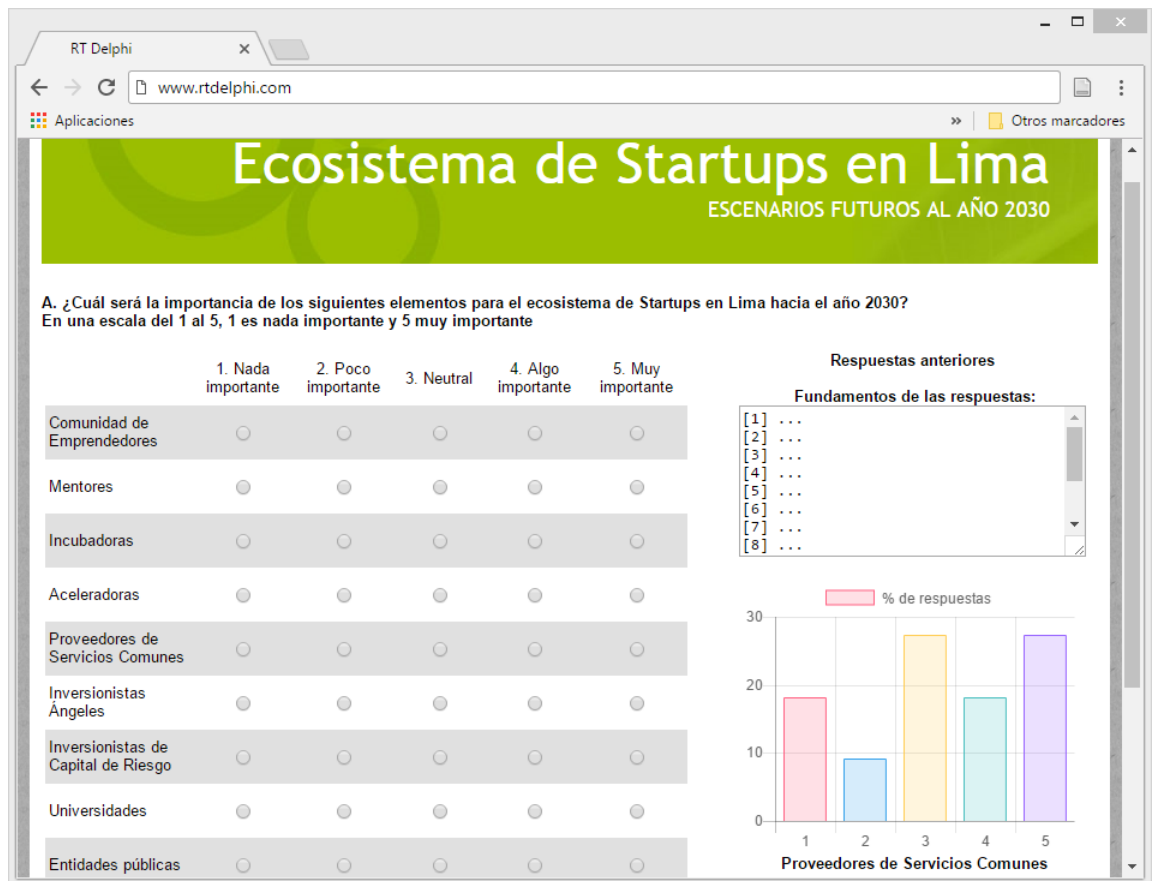 RT Delphi
www.rtdelphi.com
Aplicaciones
»
Otros marcadores
Ecosistema de Startups en Lima
ESCENARIOS FUTUROS AL AÑO 2030
A. ¿Cuál será la importancia de los siguientes elementos para el ecosistema de Startups en Lima hacia el año 2030?
En una escala del 1 al 5, 1 es nada importante y 5 muy importante
1. Nada importante
2. Poco importante
3. Neutral
4. Algo importante
5. Muy importante
Comunidad de
Emprendedores
Mentores
Incubadoras
Aceleradoras
Proveedores de
Servicios Comunes
Inversionistas
Ángeles
Inversionistas de
Capital de Riesgo
Universidades
Entidades públicas
Respuestas anteriores
Fundamentos de las respuestas:
[1] ...
[2] ...
[3] ...
[4] ...
[5] ...
[6] ...
[7] ...
[8] ...
% de respuestas
30
20
10
0
1 2 3 4 5
Proveedores de Servicios Comunes